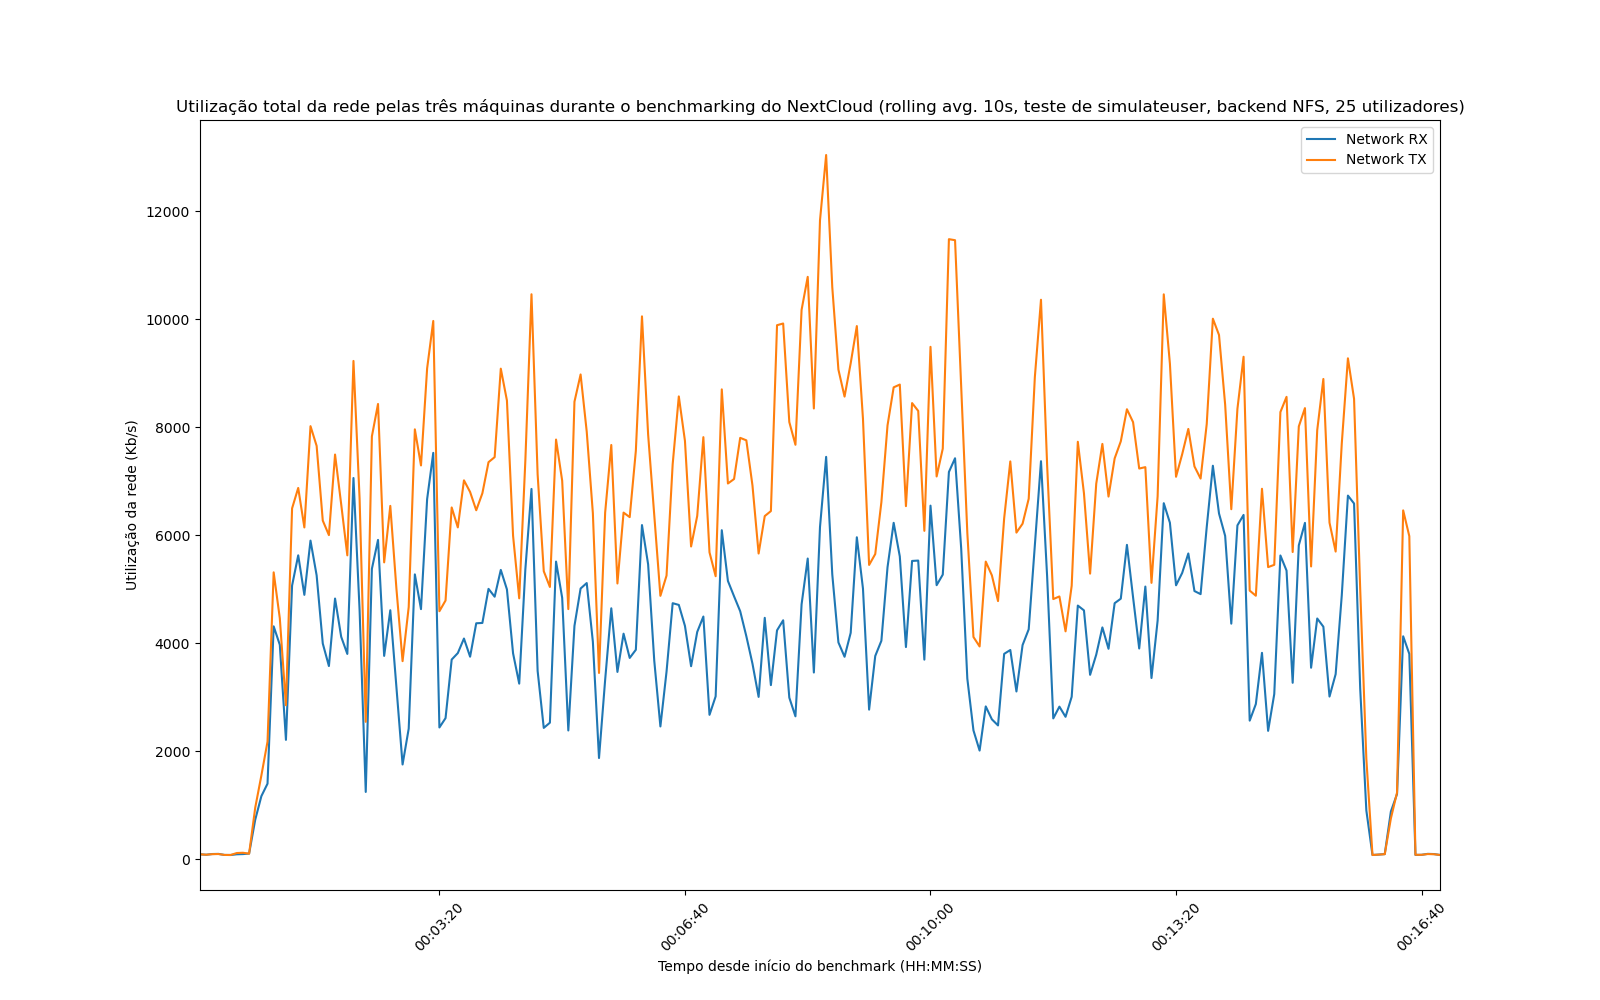 Utilização total da rede pelas três máquinas durante o benchmarking do NextCloud (rolling avg. 10s, teste de simulateuser, backend NFS, 25 utilizadores)
Network RX
Network TX
Utilização da rede (Kb/s)
12000
10000
8000
6000
4000
2000
0
00:03:20
00:06:40
00:10:00
00:13:20
00:16:40
Tempo desde início do benchmark (HH:MM:SS)